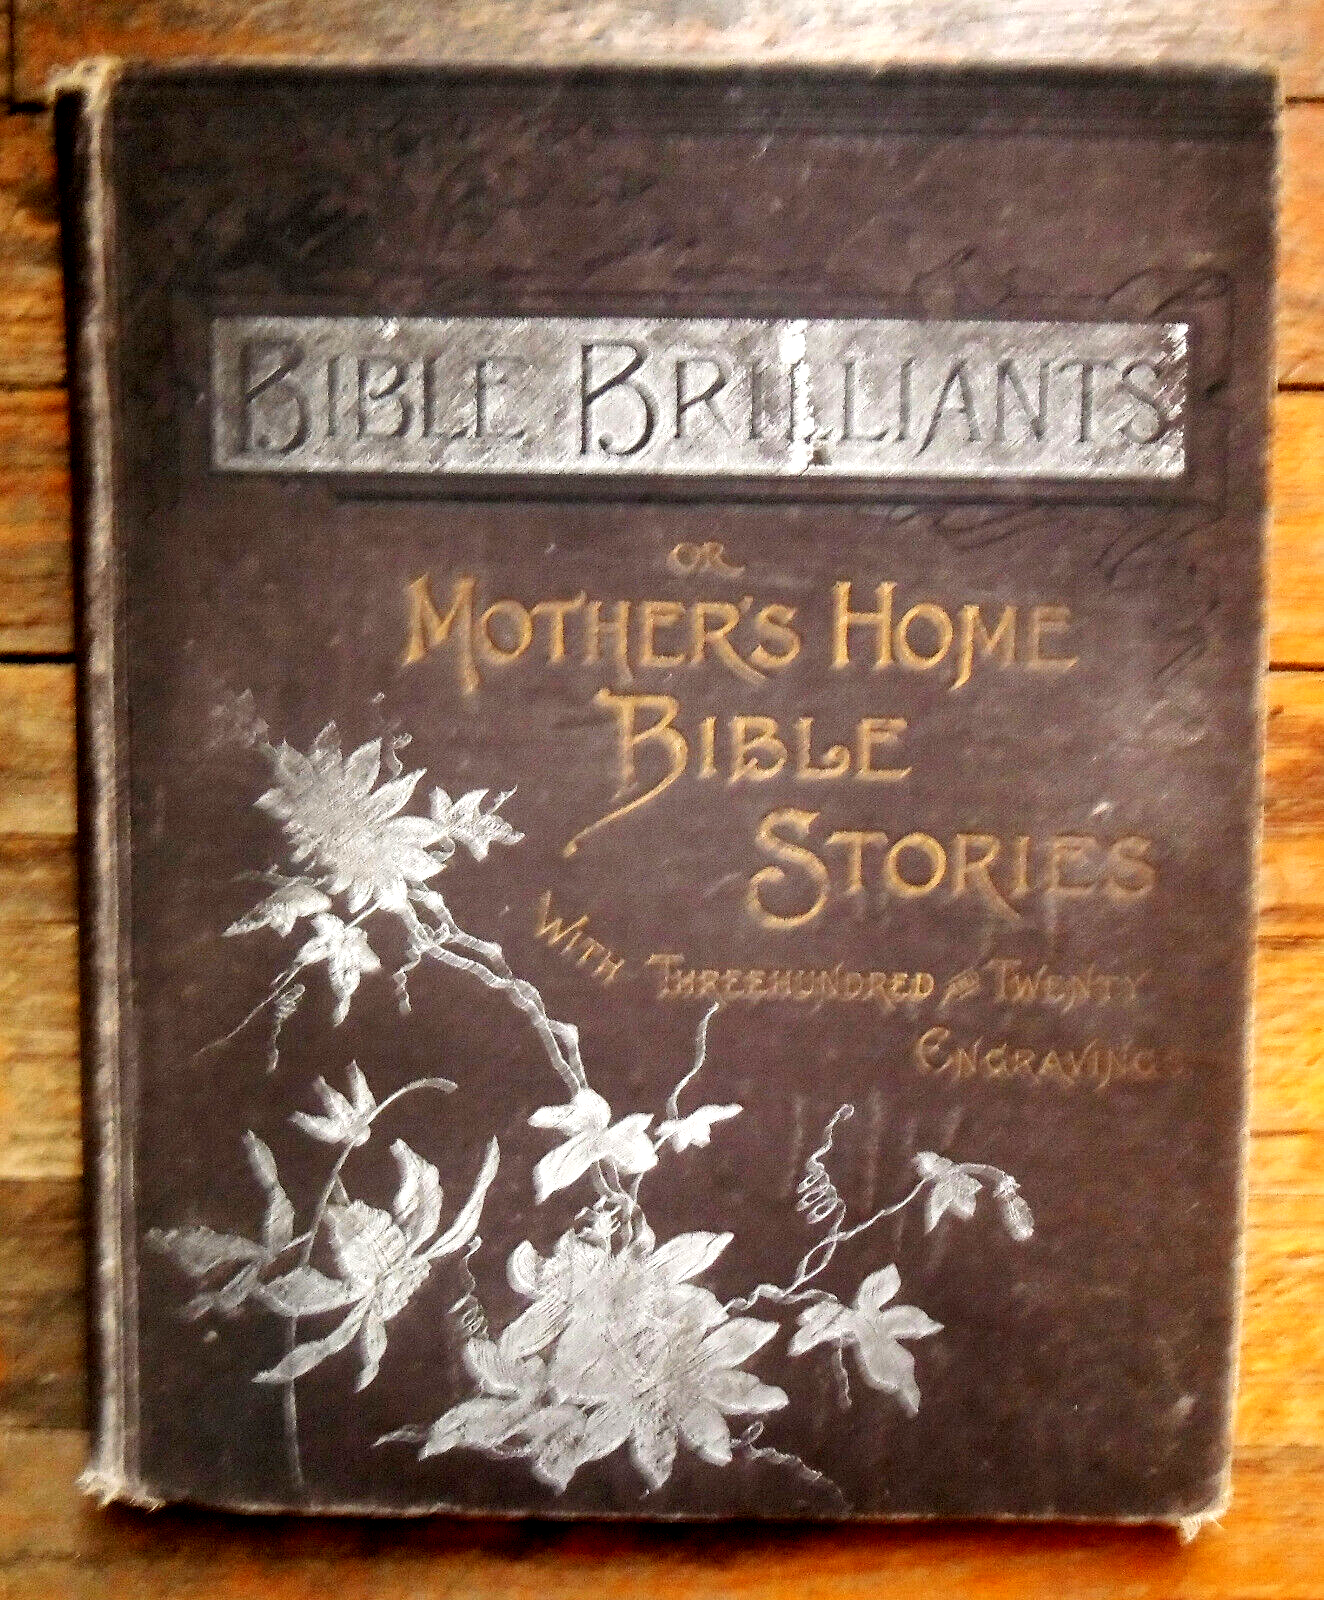 BIBLE BRILLIANTS
OR
MOTHER'S HOME
BIBLE
STORIES
WITH THREEHUNDRED AND TWENTY
ENGRAVINGS